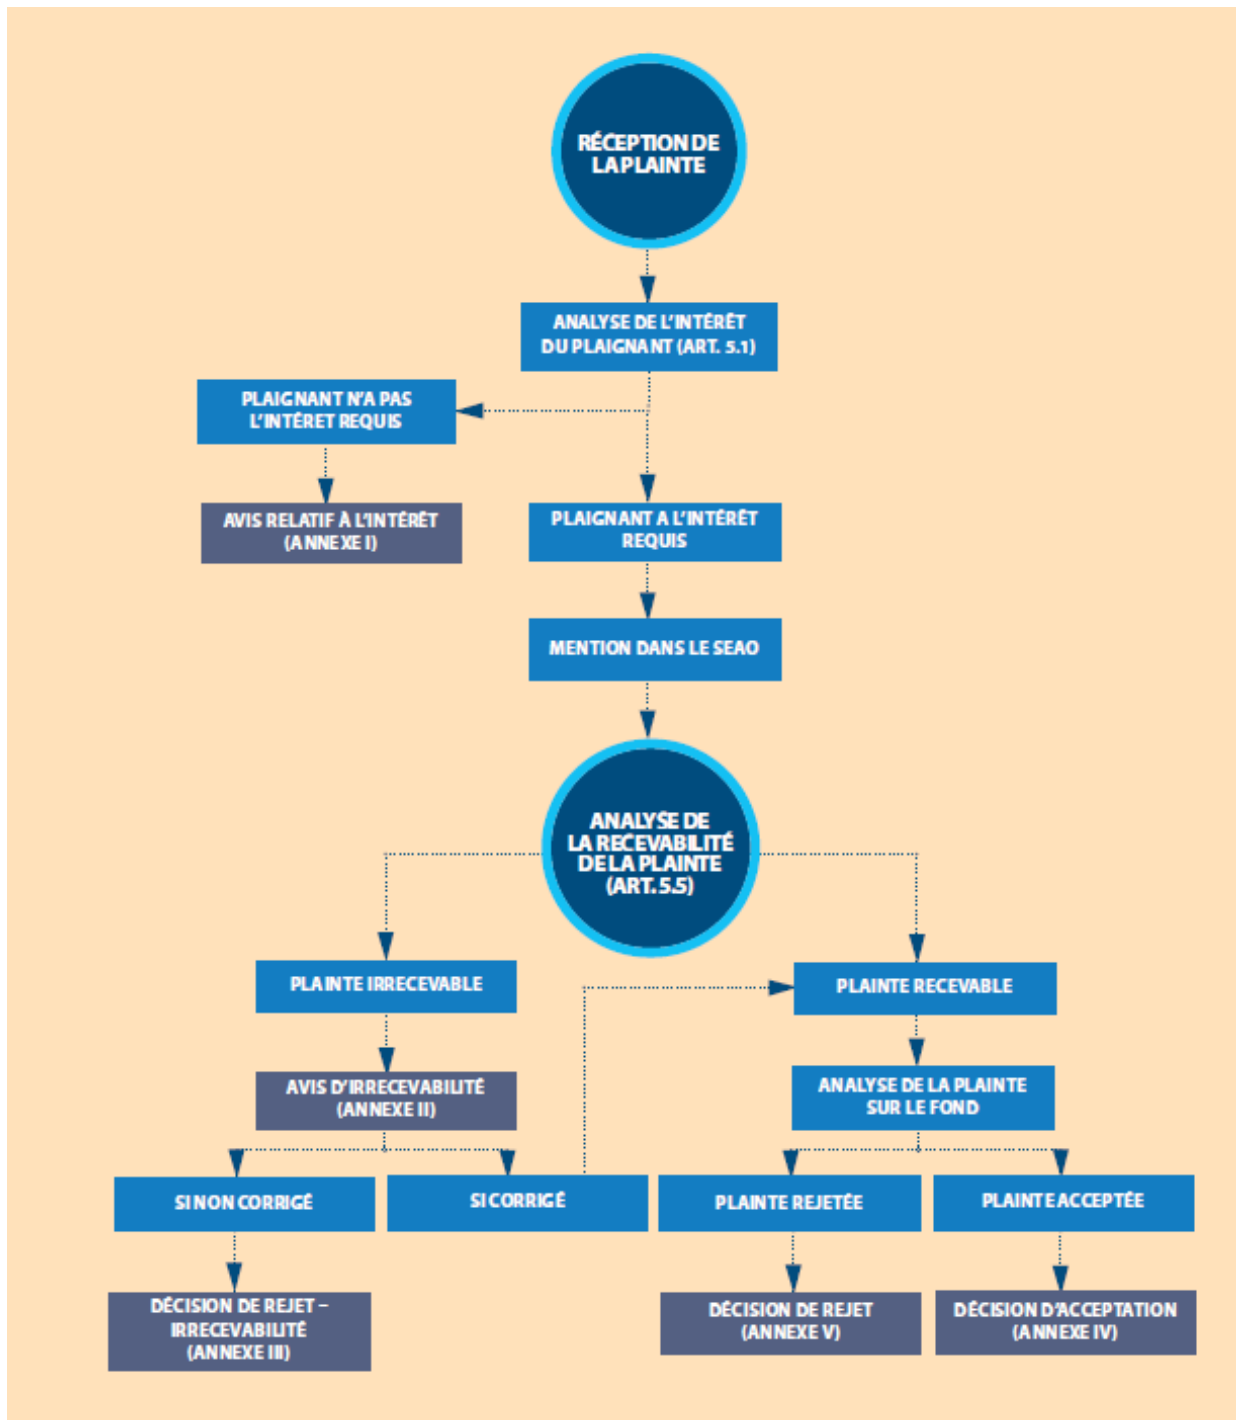 RÉCEPTION DE
LA PLAINTE
ANALYSE DE L'INTÉRÊT
DU PLAIGNANT (ART. 5.1)
PLAIGNANT N'A PAS
L'INTÉRET REQUIS
AVIS RELATIF À L'INTÉRÊT
(ANNEXE I)
PLAIGNANT A L'INTÉRÊT
REQUIS
MENTION DANS LE SEAO
ANALYSE DE
LA RECEVABILITÉ
DE LA PLAINTE
(ART. 5.5)
PLAINTE IRRECEVABLE
PLAINTE RECEVABLE
AVIS D'IRRECEVABILITÉ
(ANNEXE II)
ANALYSE DE LA PLAINTE
SUR LE FOND
SI NON CORRIGÉ
SI CORRIGÉ
PLAINTE REJETÉE
PLAINTE ACCEPTÉE
DÉCISION DE REJET –
IRRECEVABILITÉ
(ANNEXE III)
DÉCISION DE REJET
(ANNEXE V)
DÉCISION D'ACCEPTATION
(ANNEXE IV)